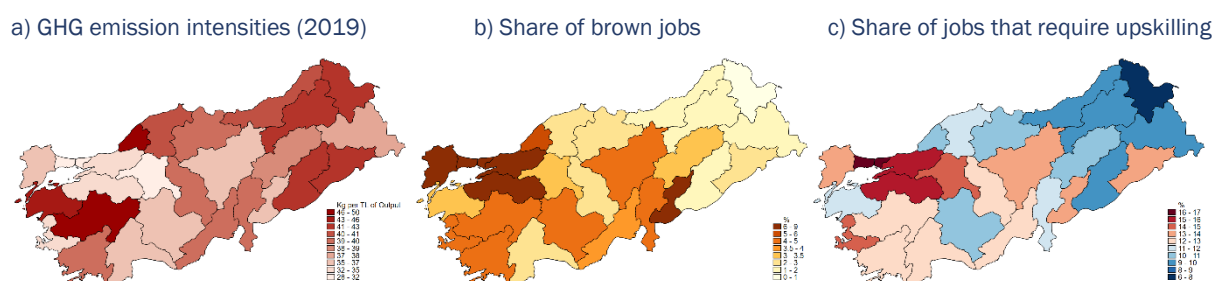 a) GHG emission intensities (2019)
b) Share of brown jobs
c) Share of jobs that require upskilling
Kg per TL of Output
46 - 50
43 - 46
41 - 43
40 - 41
39 - 40
38 - 39
37 - 38
35 - 37
32 - 35
28 - 32
%
6 - 9
5 - 6
4 - 5
3.5 - 4
3 - 3.5
2 - 3
1 - 2
0 - 1
%
16 - 17
15 - 16
14 - 15
13 - 14
12 - 13
11 - 12
10 - 11
9 - 10
8 - 9
6 - 8